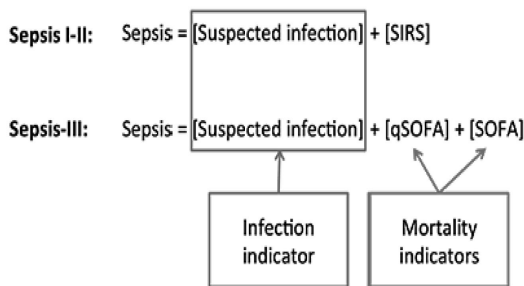 Sepsis I-II: Sepsis = [Suspected infection] + [SIRS]
Sepsis-III: Sepsis = [Suspected infection] + [qSOFA] + [SOFA]
Infection
indicator
Mortality
indicators